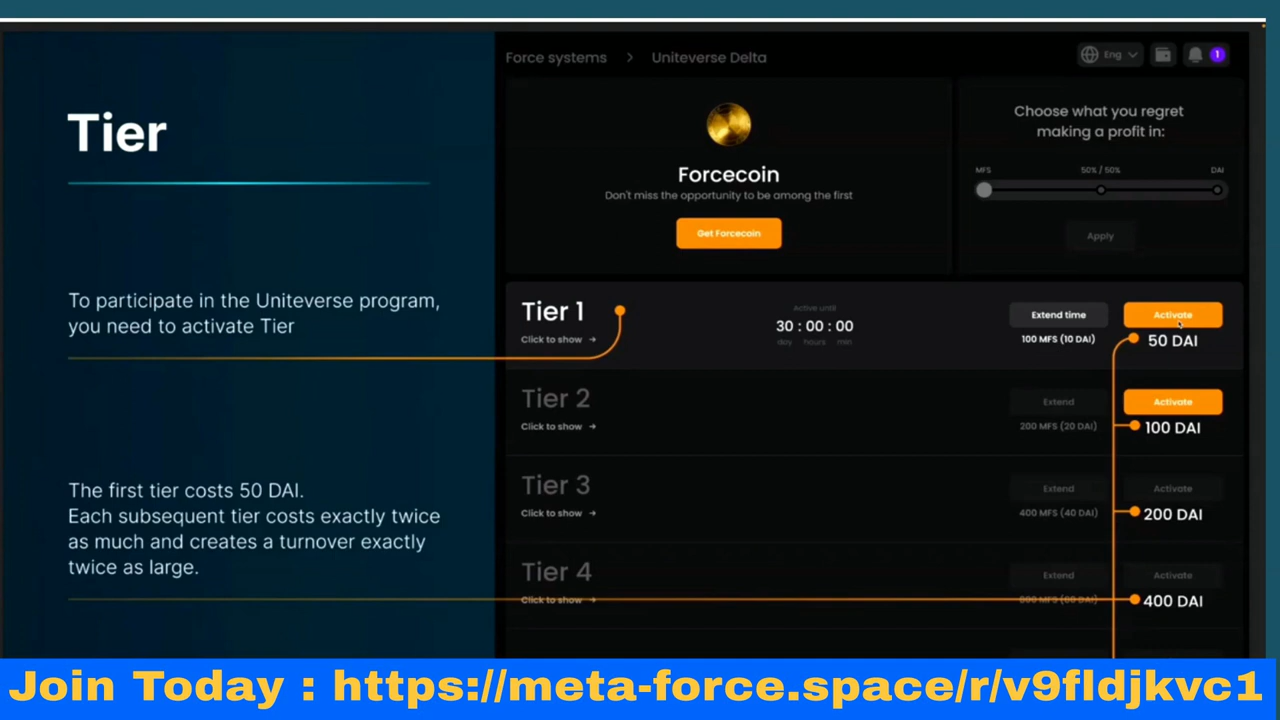 Force systems > Uniteverse Delta
Eng
1
Tier
Choose what you regret
making a profit in:
Forcecoin
Don't miss the opportunity to be among the first
MFS 50% / 50% DAI
Get Forcecoin
Apply
To participate in the Uniteverse program,
you need to activate Tier
Tier 1
Click to show →
Active until
30 : 00 : 00
day hours min
Extend time
100 MFS (10 DAI)
Activate
50 DAI
Tier 2
Click to show →
Extend
200 MFS (20 DAI)
Activate
100 DAI
The first tier costs 50 DAI.
Each subsequent tier costs exactly twice
as much and creates a turnover exactly
twice as large.
Tier 3
Click to show →
Extend
400 MFS (40 DAI)
Activate
200 DAI
Tier 4
Click to show →
Extend
Activate
400 DAI
Join Today : https://meta-force.space/r/v9fldjkvc1